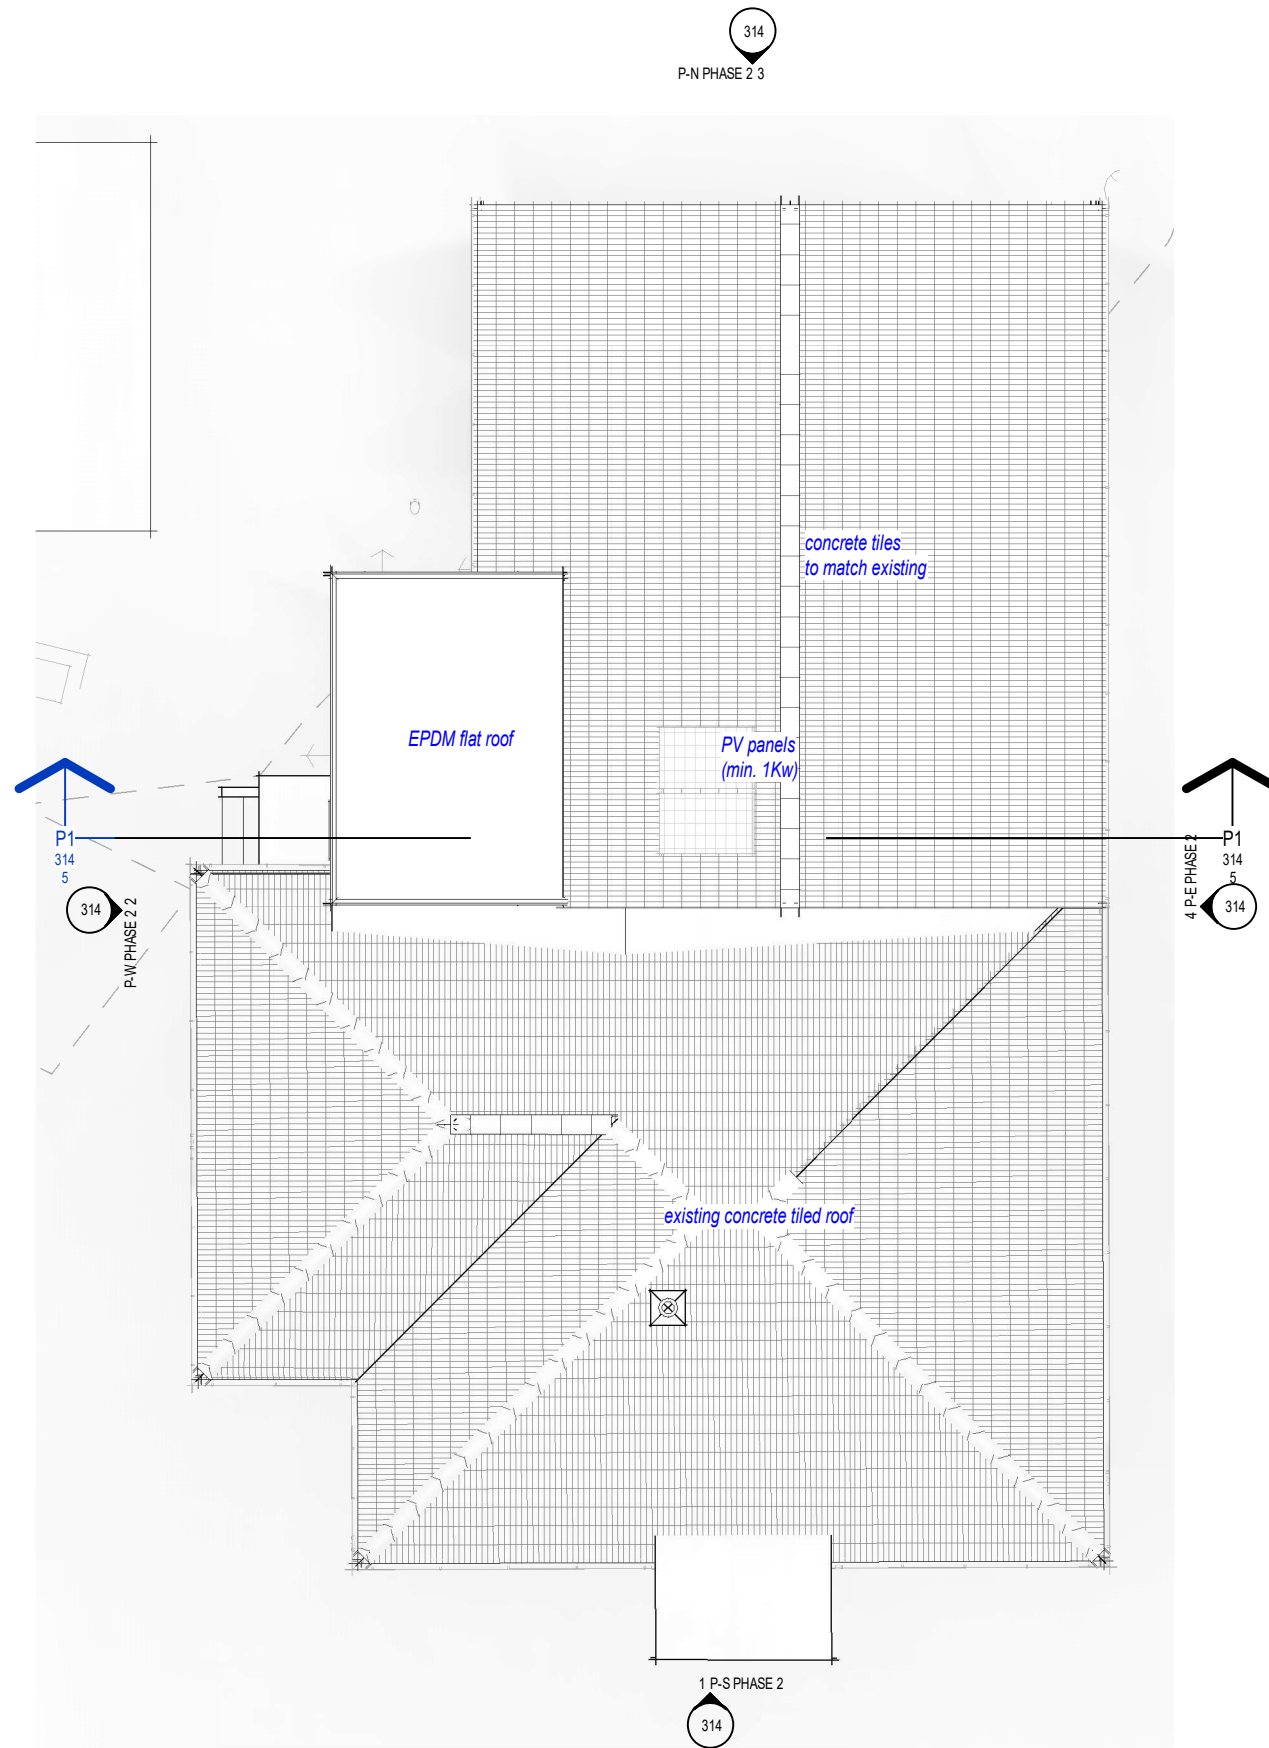 314
P-N PHASE 2 3
concrete tiles
to match existing
EPDM flat roof
PV panels
(min. 1Kw)
P1
314
5
314
P-W PHASE 2 2
4 P-E PHASE 2
P1
314
5
314
existing concrete tiled roof
1 P-S PHASE 2
314